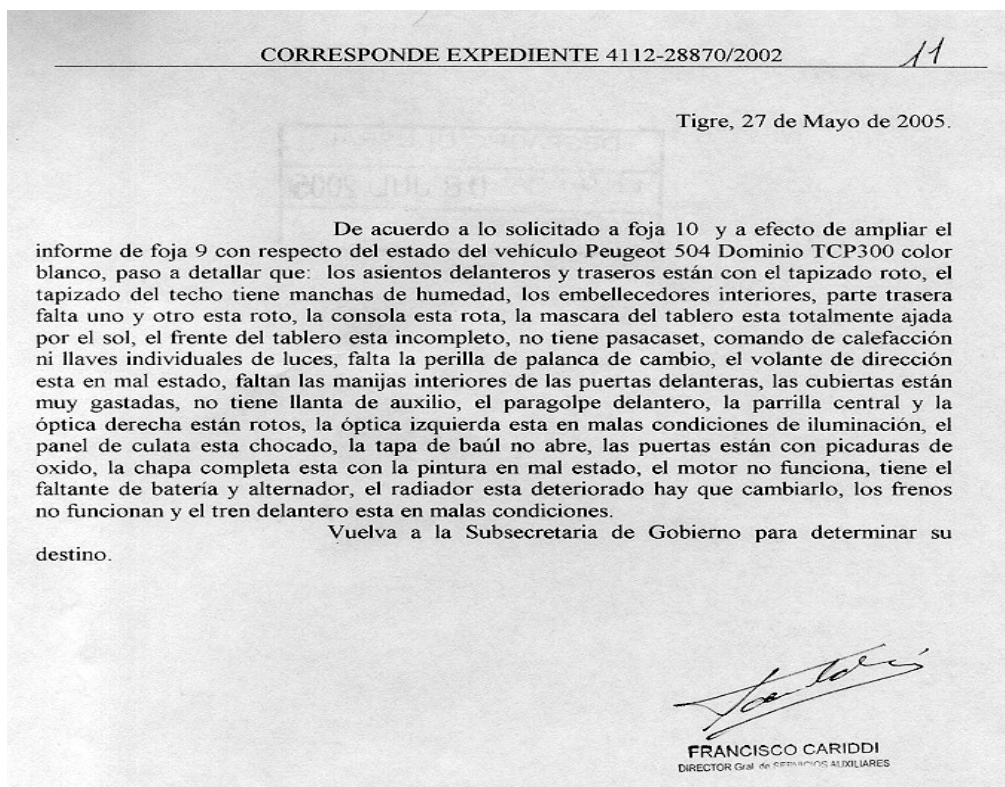 CORRESPONDE EXPEDIENTE 4112-28870/2002 11
Tigre, 27 de Mayo de 2005.
De acuerdo a lo solicitado a foja 10 y a efecto de ampliar el
informe de foja 9 con respecto del estado del vehículo Peugeot 504 Dominio TCP300 color
blanco, paso a detallar que: los asientos delanteros y traseros están con el tapizado roto, el
tapizado del techo tiene manchas de humedad, los embellecedores interiores, parte trasera
falta uno y otro esta roto, la consola esta rota, la mascara del tablero esta totalmente ajada
por el sol, el frente del tablero esta incompleto, no tiene pasacaset, comando de calefacción
ni llaves individuales de luces, falta la perilla de palanca de cambio, el volante de dirección
esta en mal estado, faltan las manijas interiores de las puertas delanteras, las cubiertas están
muy gastadas, no tiene llanta de auxilio, el paragolpe delantero, la parrilla central y la
óptica derecha están rotos, la óptica izquierda esta en malas condiciones de iluminación, el
panel de culata esta chocado, la tapa de baúl no abre, las puertas están con picaduras de
oxido, la chapa completa esta con la pintura en mal estado, el motor no funciona, tiene el
faltante de batería y alternador, el radiador esta deteriorado hay que cambiarlo, los frenos
no funcionan y el tren delantero esta en malas condiciones.
Vuelva a la Subsecretaria de Gobierno para determinar su
destino.
08 JUL 2005
FRANCISCO CARIDDI
DIRECTOR Gral. de SERVICIOS AUXILIARES